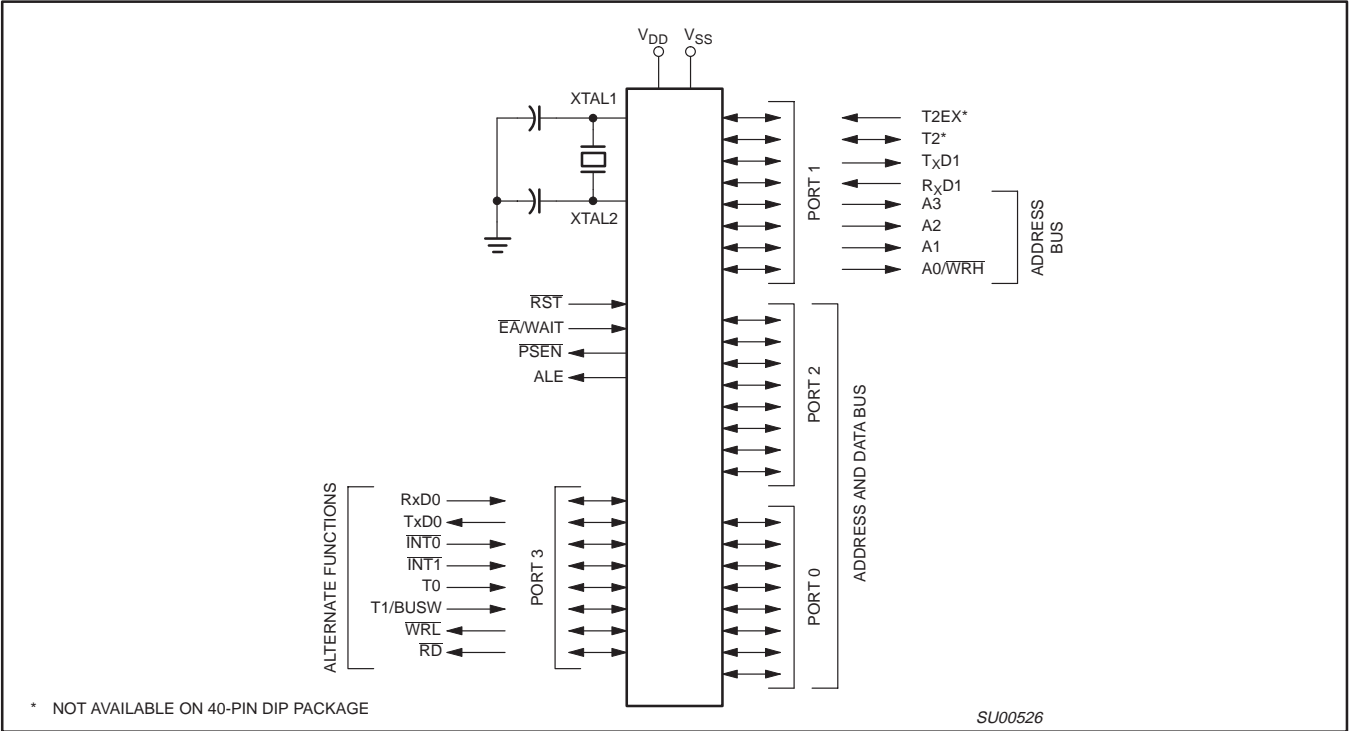 VDD VSS
XTAL1
XTAL2
RST
EA/WAIT
PSEN
ALE
ALTERNATE FUNCTIONS
RxD0
TxD0
INT0
INT1
T0
T1/BUSW
WRL
RD
PORT 3
PORT 1
T2EX*
T2*
TXD1
RXD1
A3
A2
A1
A0/WRH
ADDRESS
BUS
PORT 2
PORT 0
ADDRESS AND DATA BUS
* NOT AVAILABLE ON 40-PIN DIP PACKAGE
SU00526